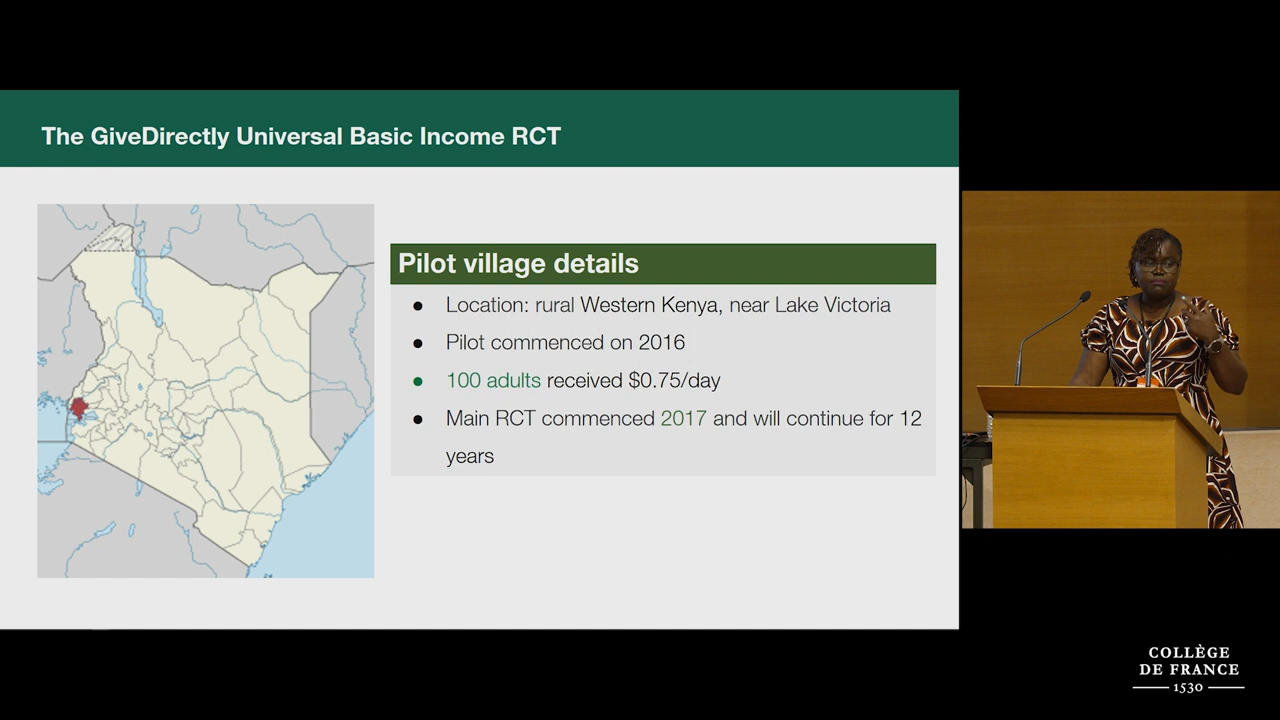 The GiveDirectly Universal Basic Income RCT
Pilot village details
● Location: rural Western Kenya, near Lake Victoria
● Pilot commenced on 2016
● 100 adults received $0.75/day
● Main RCT commenced 2017 and will continue for 12
years
COLLÈGE
DE FRANCE
1530